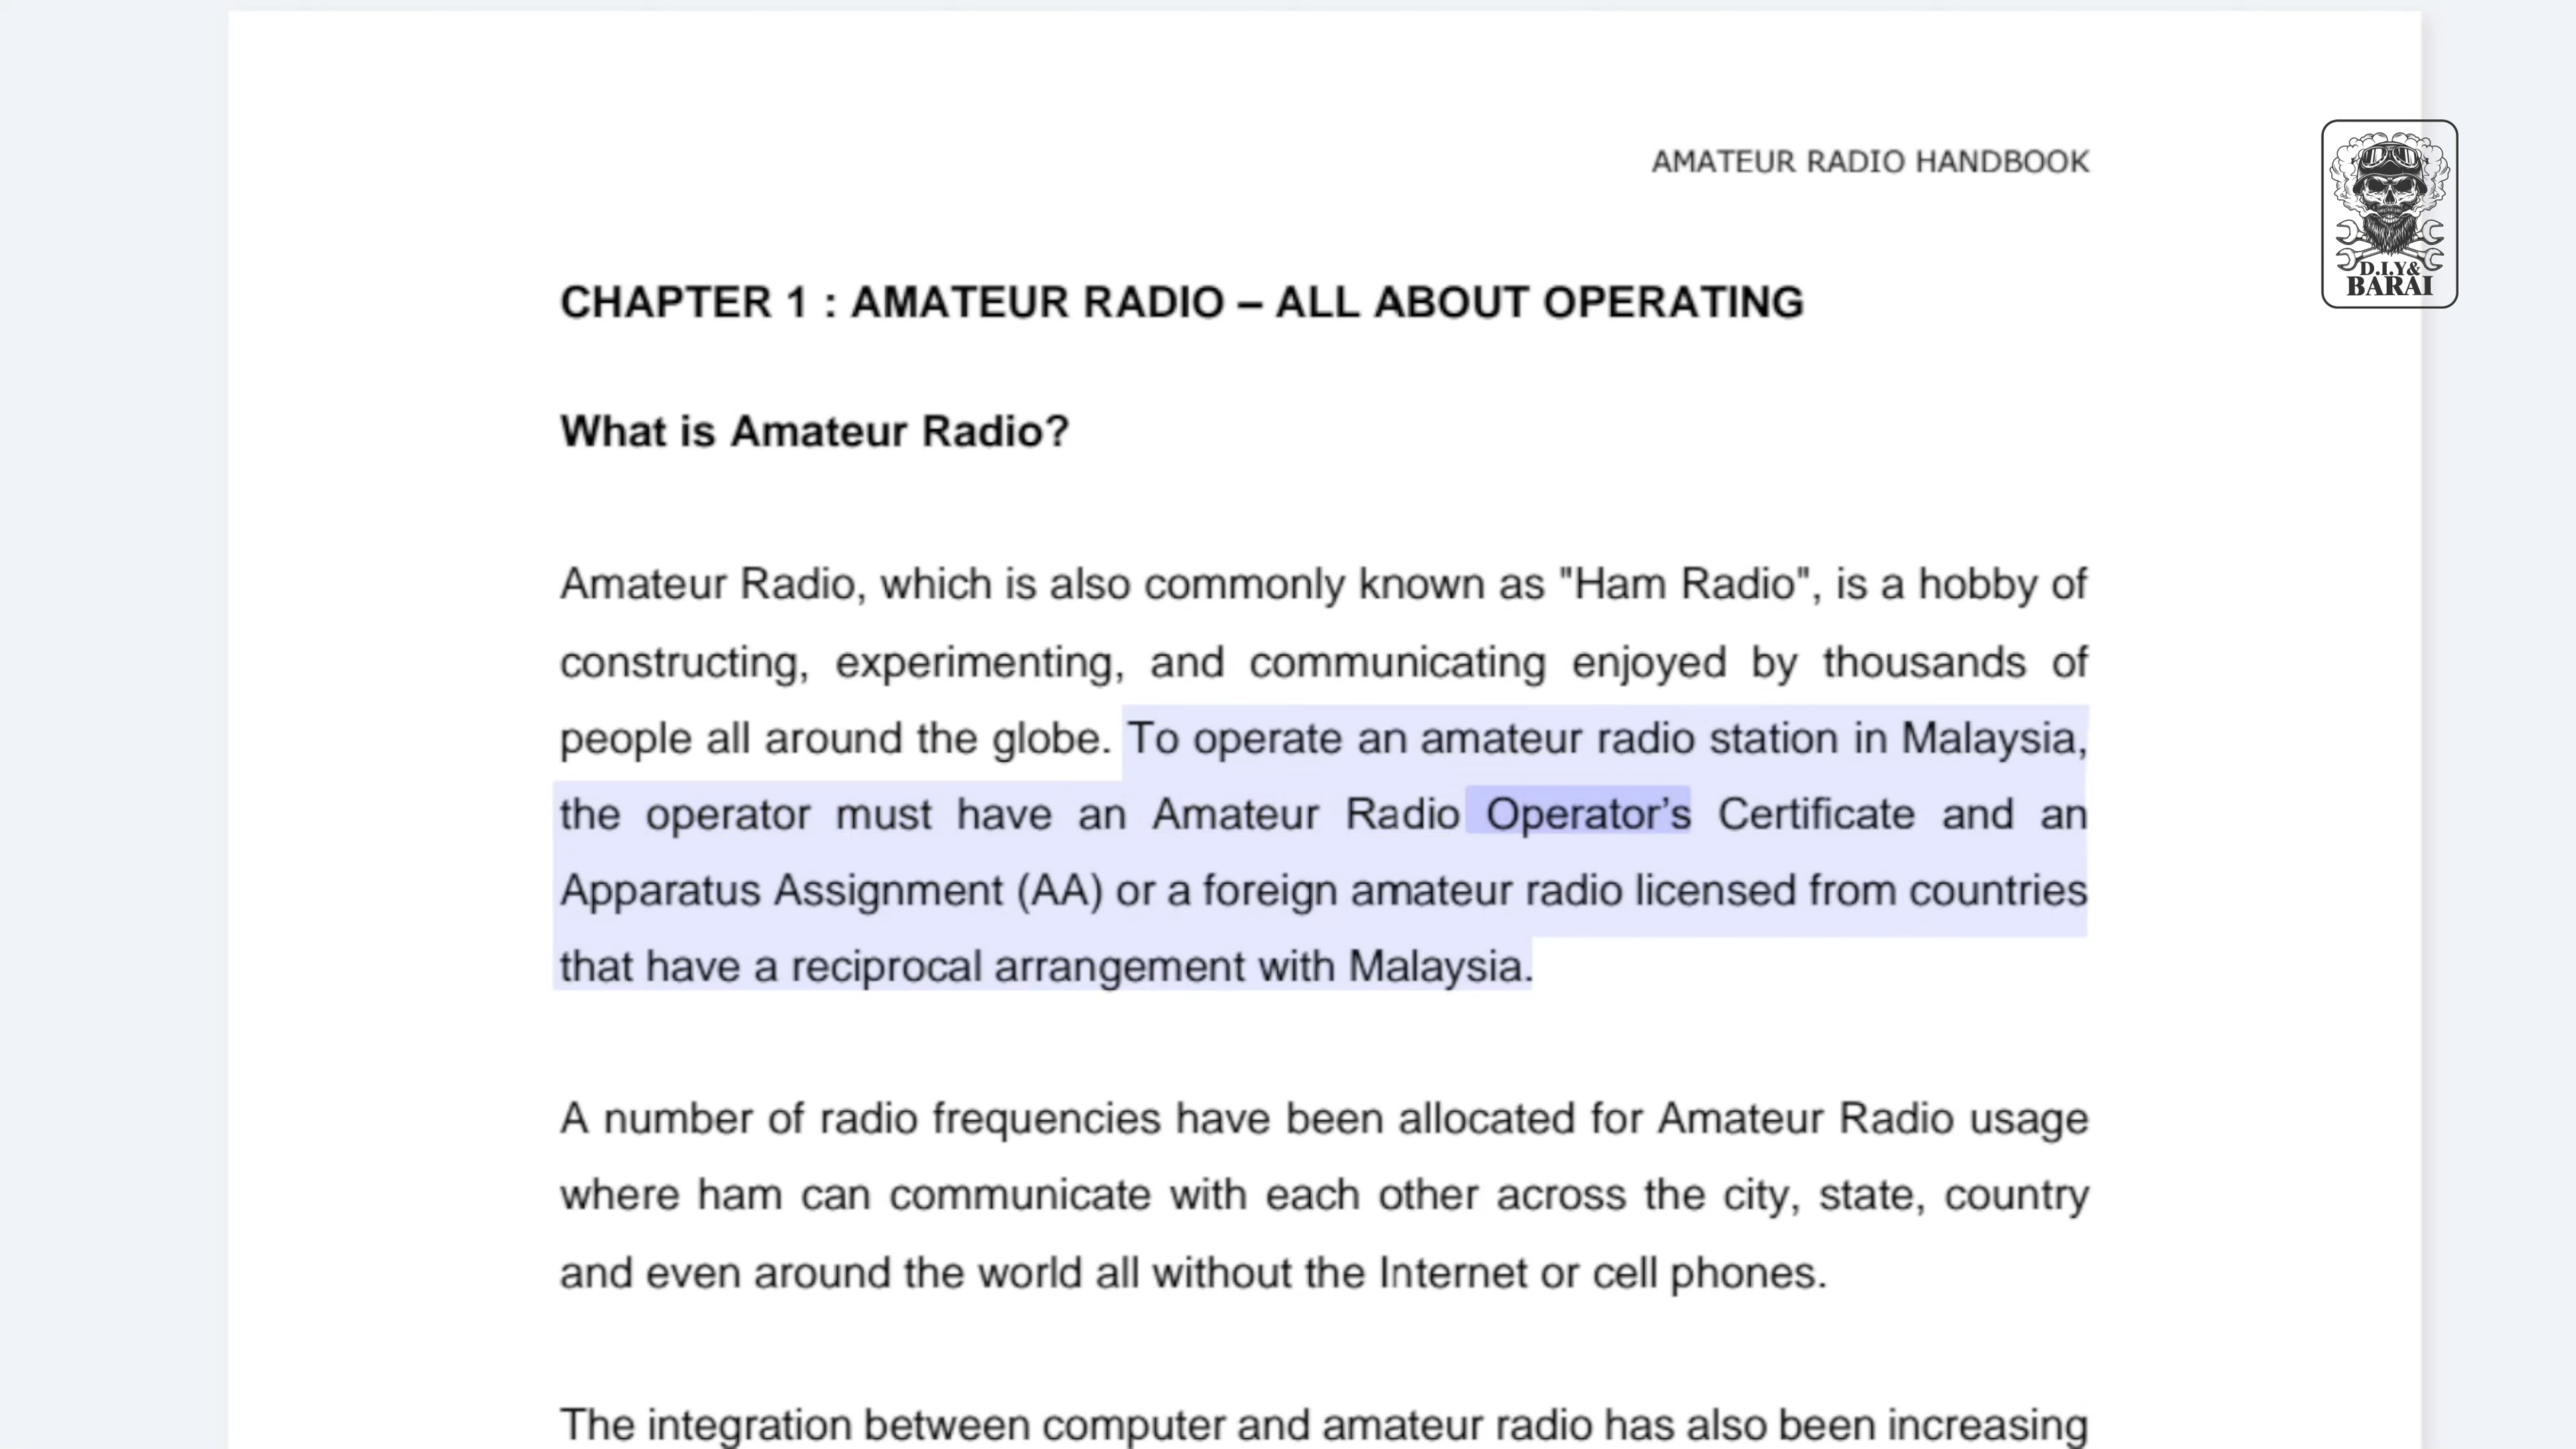 AMATEUR RADIO HANDBOOK
D.I.Y&
BARAI
CHAPTER 1 : AMATEUR RADIO – ALL ABOUT OPERATING
What is Amateur Radio?
Amateur Radio, which is also commonly known as "Ham Radio", is a hobby of
constructing, experimenting, and communicating enjoyed by thousands of
people all around the globe. To operate an amateur radio station in Malaysia,
the operator must have an Amateur Radio Operator’s Certificate and an
Apparatus Assignment (AA) or a foreign amateur radio licensed from countries
that have a reciprocal arrangement with Malaysia.
A number of radio frequencies have been allocated for Amateur Radio usage
where ham can communicate with each other across the city, state, country
and even around the world all without the Internet or cell phones.
The integration between computer and amateur radio has also been increasing